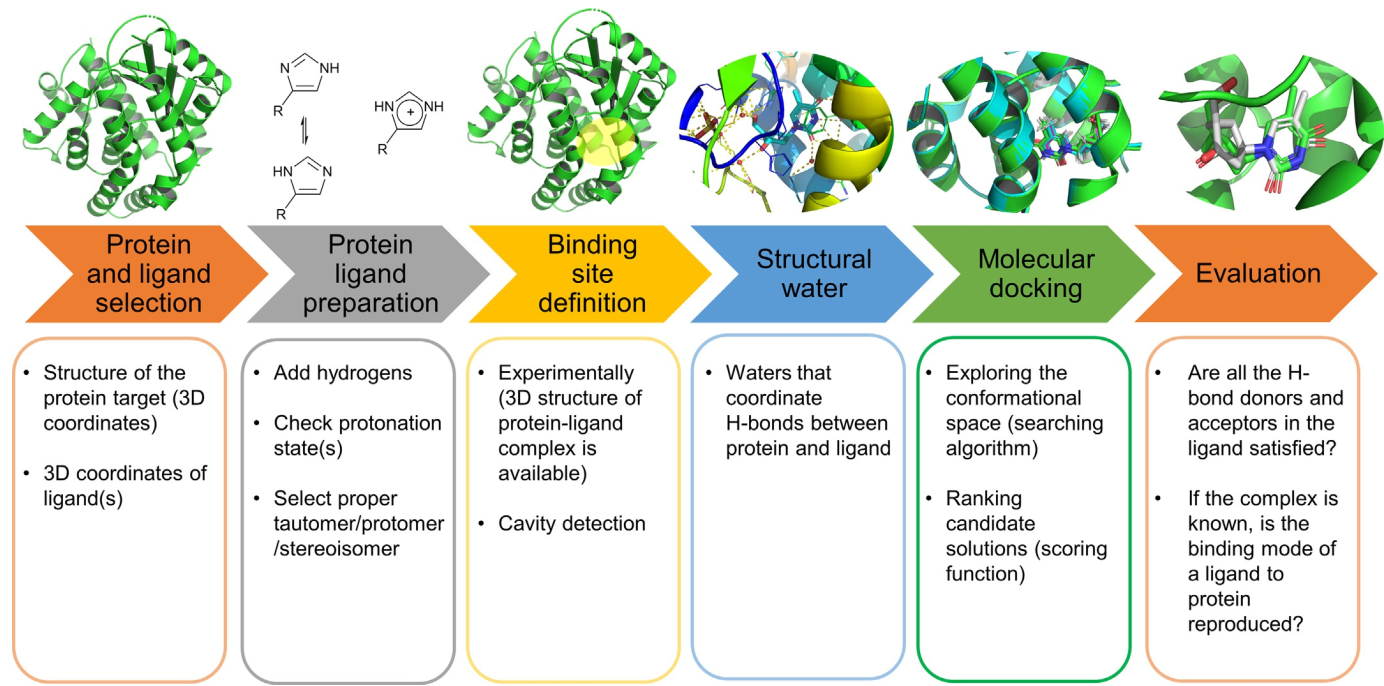 N
NH
R
HN
N
R
HN
NH
+
R
Protein
and ligand
selection
Protein
ligand
preparation
Binding
site
definition
Structural
water
Molecular
docking
Evaluation
• Structure of the
protein target (3D
coordinates)
• 3D coordinates of
ligand(s)
• Add hydrogens
• Check protonation
state(s)
• Select proper
tautomer/protomer
/stereoisomer
• Experimentally
(3D structure of
protein-ligand
complex is
available)
• Cavity detection
• Waters that
coordinate
H-bonds between
protein and ligand
• Exploring the
conformational
space (searching
algorithm)
• Ranking
candidate
solutions (scoring
function)
• Are all the H-
bond donors and
acceptors in the
ligand satisfied?
• If the complex is
known, is the
binding mode of
a ligand to
protein
reproduced?